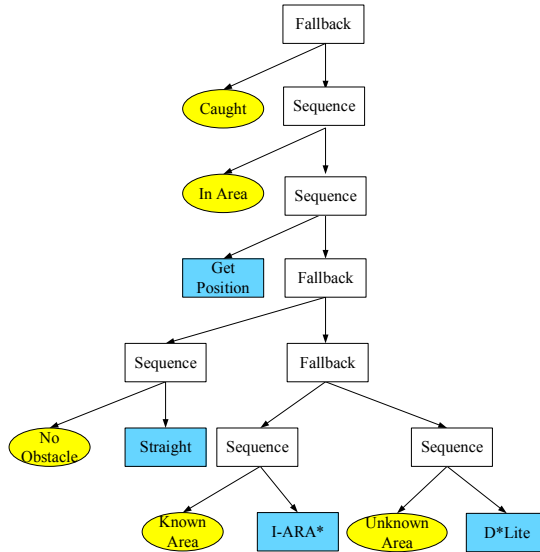 Fallback
Caught
Sequence
In Area
Sequence
Get
Position
Fallback
Sequence
Fallback
No
Obstacle
Straight
Sequence
Sequence
Known
Area
I-ARA*
Unknown
Area
D*Lite